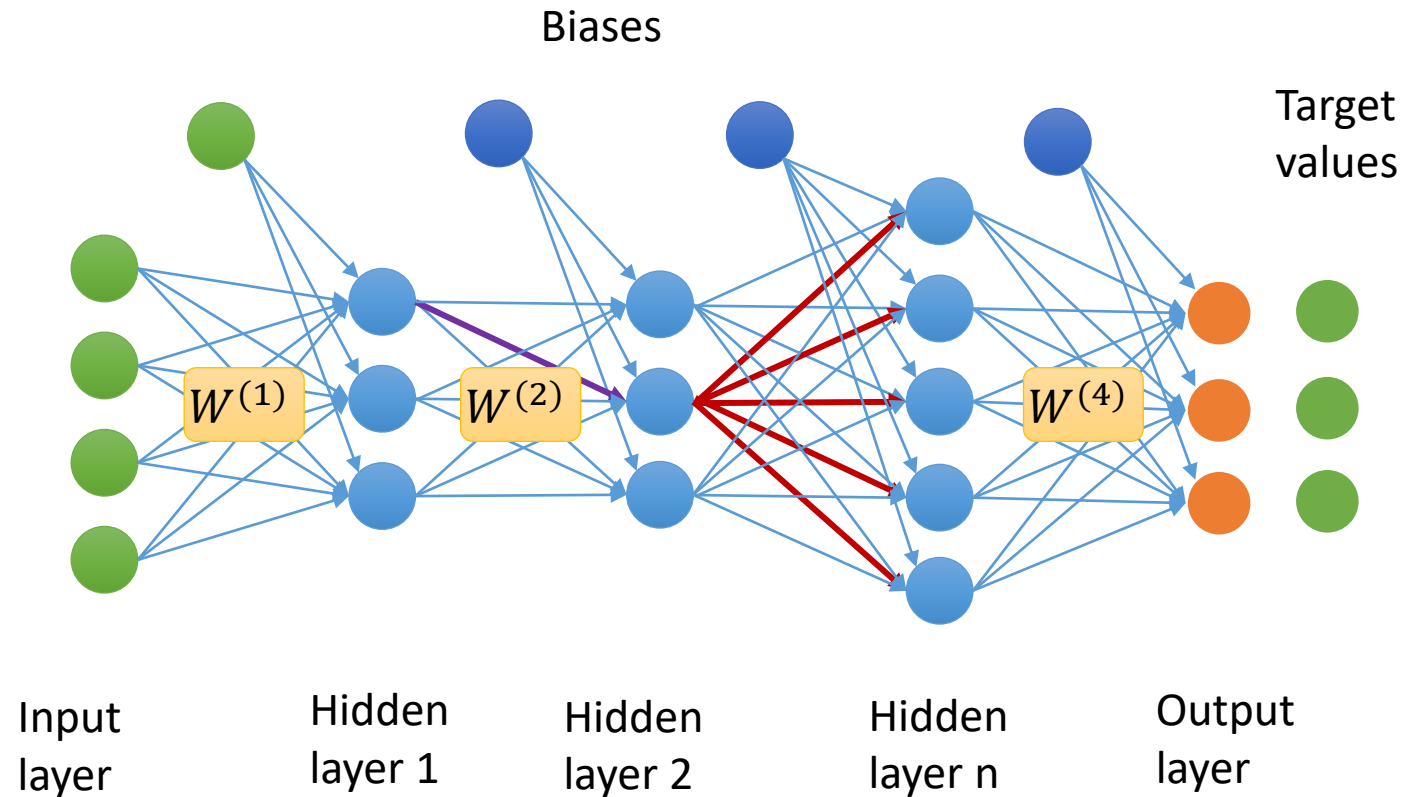 Biases
Target
values
W^(1)
W^(2)
W^(4)
Input
layer
Hidden
layer 1
Hidden
layer 2
Hidden
layer n
Output
layer